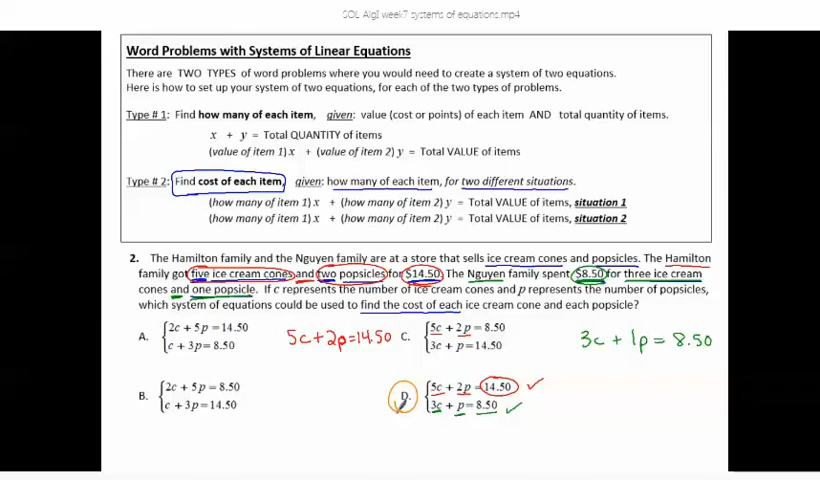 SOL AlgI week7 systems of equations.mp4
Word Problems with Systems of Linear Equations
There are TWO TYPES of word problems where you would need to create a system of two equations.
Here is how to set up your system of two equations, for each of the two types of problems.
Type # 1: Find how many of each item, given: value (cost or points) of each item AND total quantity of items.
x + y = Total QUANTITY of items
(value of item 1) x + (value of item 2) y = Total VALUE of items
Type # 2: Find cost of each item, given: how many of each item, for two different situations.
(how many of item 1) x + (how many of item 2) y = Total VALUE of items, situation 1
(how many of item 1) x + (how many of item 2) y = Total VALUE of items, situation 2
2. The Hamilton family and the Nguyen family are at a store that sells ice cream cones and popsicles. The Hamilton
family got five ice cream cones and two popsicles for $14.50. The Nguyen family spent $8.50 for three ice cream
cones and one popsicle. If c represents the number of ice cream cones and p represents the number of popsicles,
which system of equations could be used to find the cost of each ice cream cone and each popsicle?
A. 2c + 5p = 14.50
c + 3p = 8.50
5c + 2p = 14.50
C. 5c + 2p = 8.50
3c + p = 14.50
3c + 1p = 8.50
B. 2c + 5p = 8.50
c + 3p = 14.50
D. 5c + 2p = 14.50
3c + p = 8.50